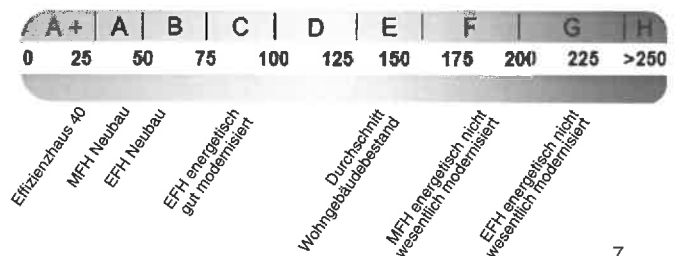 A+ | A | B | C | D | E | F | G | H
0 25 50 75 100 125 150 175 200 225 >250
Effizienzhaus 40
MFH Neubau
EFH Neubau
EFH energetisch
gut modernisiert
Durchschnitt
Wohngebäudebestand
MFH energetisch nicht
wesentlich modernisiert
EFH energetisch nicht
wesentlich modernisiert
7